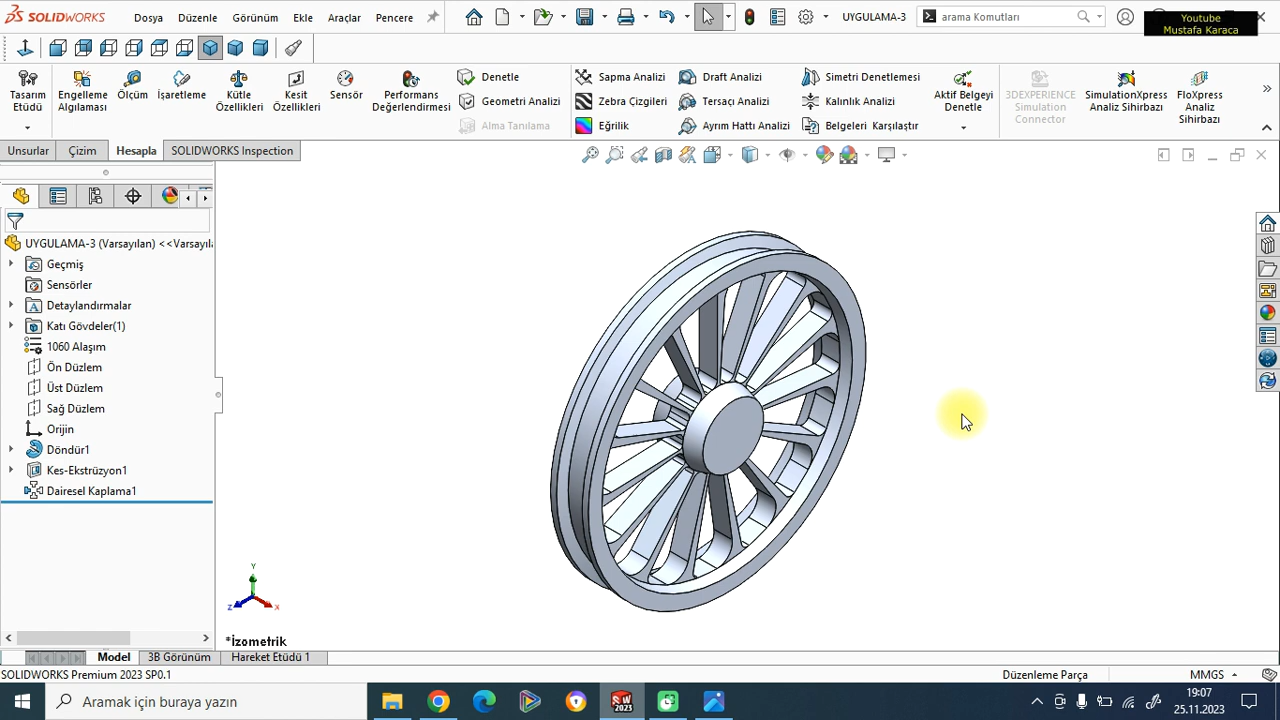 SOLIDWORKS
Dosya
Düzenle
Görünüm
Ekle
Araçlar
Pencere
UYGULAMA-3
arama Komutları
Youtube
Mustafa Karaca
Tasarım
Etüdü
Engelleme
Algılaması
Ölçüm
İşaretleme
Kütle
Özellikleri
Kesit
Özellikleri
Sensör
Performans
Değerlendirmesi
Denetle
Geometri Analizi
Alma Tanılama
Sapma Analizi
Zebra Çizgileri
Eğrilik
Draft Analizi
Tersaçı Analizi
Ayrım Hattı Analizi
Simetri Denetlemesi
Kalınlık Analizi
Belgeleri Karşılaştır
Aktif Belgeyi
Denetle
3DEXPERIENCE
Simulation
Connector
SimulationXpress
Analiz Sihirbazı
FloXpress
Analiz
Sihirbazı
Unsurlar
Çizim
Hesapla
SOLIDWORKS Inspection
UYGULAMA-3 (Varsayılan) <<Varsayıla
Geçmiş
Sensörler
Detaylandırmalar
Katı Gövdeler(1)
1060 Alaşım
Ön Düzlem
Üst Düzlem
Sağ Düzlem
Orijin
Döndür1
Kes-Ekstrüzyon1
Dairesel Kaplama1
Y
Z
X
*İzometrik
Model
3B Görünüm
Hareket Etüdü 1
SOLIDWORKS Premium 2023 SP0.1
Düzenleme Parça
MMGS
Aramak için buraya yazın
SW
2023
19:07
25.11.2023